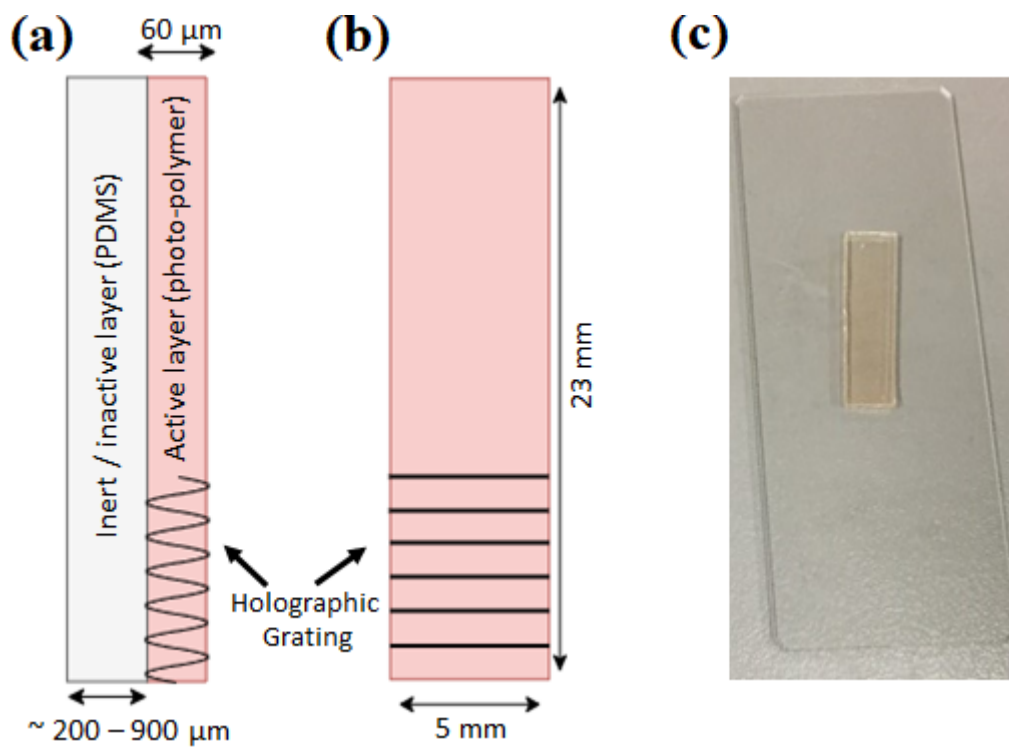 (a)
60 μm
(b)
(c)
Inert / inactive layer (PDMS)
Active layer (photo-polymer)
23 mm
Holographic
Grating
~ 200 – 900 μm
5 mm